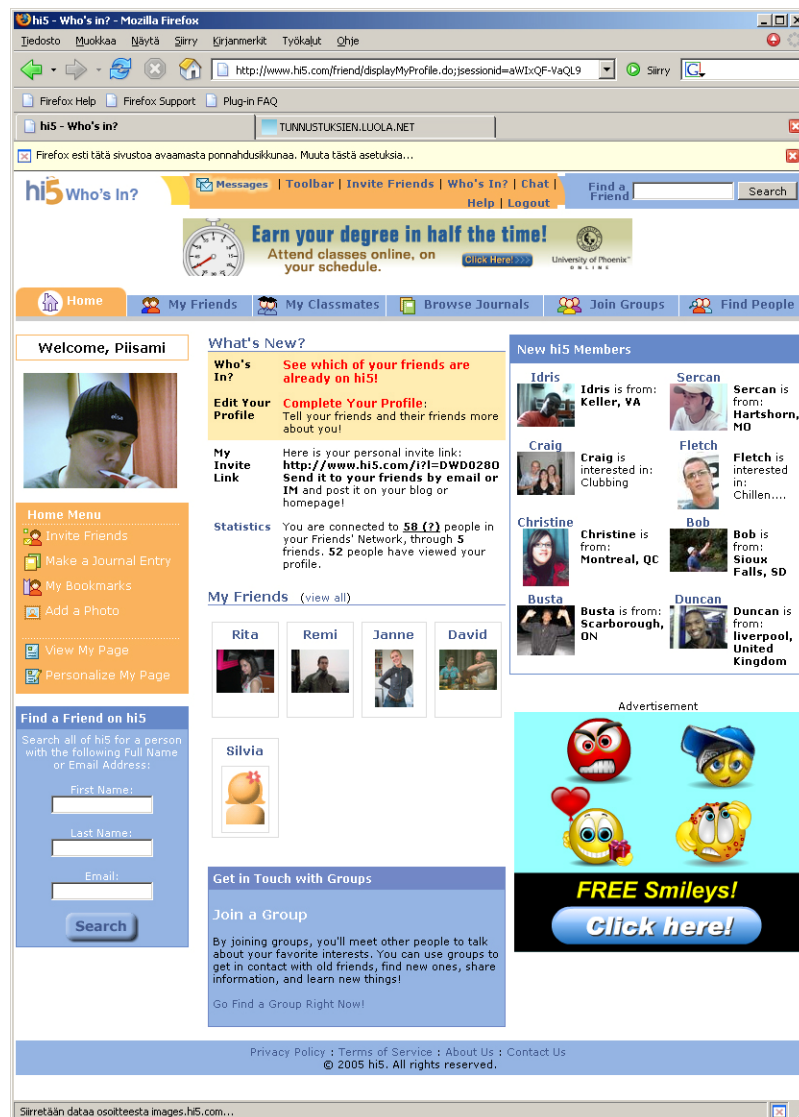 hi5 - Who's in? - Mozilla Firefox
Tiedosto Muokkaa Näytä Siirry Kirjanmerkit Työkalut Ohje
http://www.hi5.com/friend/displayMyProfile.do;jsessionid=aWIxQF-VaQL9 Siirry
Firefox Help Firefox Support Plug-in FAQ
hi5 - Who's in? TUNNUSTUKSIEN.LUOLA.NET
Firefox esti tätä sivustoa avaamasta ponnahdusikkunaa. Muuta tästä asetuksia...
hi5 Who's In?
Messages | Toolbar | Invite Friends | Who's In? | Chat |
Help | Logout
Find a
Friend
Search
Earn your degree in half the time!
Attend classes online, on
your schedule.
Click Here!>>>
University of Phoenix
ONLINE
Home My Friends My Classmates Browse Journals Join Groups Find People
Welcome, Piisami
Home Menu
Invite Friends
Make a Journal Entry
My Bookmarks
Add a Photo
View My Page
Personalize My Page
Find a Friend on hi5
Search all of hi5 for a person
with the following Full Name
or Email Address:
First Name:
Last Name:
Email:
Search
What's New?
Who's
In?
See which of your friends are
already on hi5!
Edit Your
Profile
Complete Your Profile:
Tell your friends and their friends more
about you!
My
Invite
Link
Here is your personal invite link:
http://www.hi5.com/i?l=DWD0280
Send it to your friends by email or
IM and post it on your blog or
homepage!
Statistics
You are connected to 58 (?) people in
your Friends' Network, through 5
friends. 52 people have viewed your
profile.
My Friends (view all)
Rita Remi Janne David
Silvia
Get in Touch with Groups
Join a Group
By joining groups, you'll meet other people to talk
about your favorite interests. You can use groups to
get in contact with old friends, find new ones, share
information, and learn new things!
Go Find a Group Right Now!
New hi5 Members
Idris
Idris is from:
Keller, VA
Sercan
Sercan is
from:
Hartshorn,
MO
Craig
Craig is
interested in:
Clubbing
Fletch
Fletch is
interested
in:
Chillen....
Christine
Christine is
from:
Montreal, QC
Bob
Bob is
from:
Sioux
Falls, SD
Busta
Busta is from:
Scarborough,
ON
Duncan
Duncan is
from:
liverpool,
United
Kingdom
Advertisement
FREE Smileys!
Click here!
Privacy Policy : Terms of Service : About Us : Contact Us
© 2005 hi5. All rights reserved.
Siirretään dataa osoitteesta images.hi5.com...